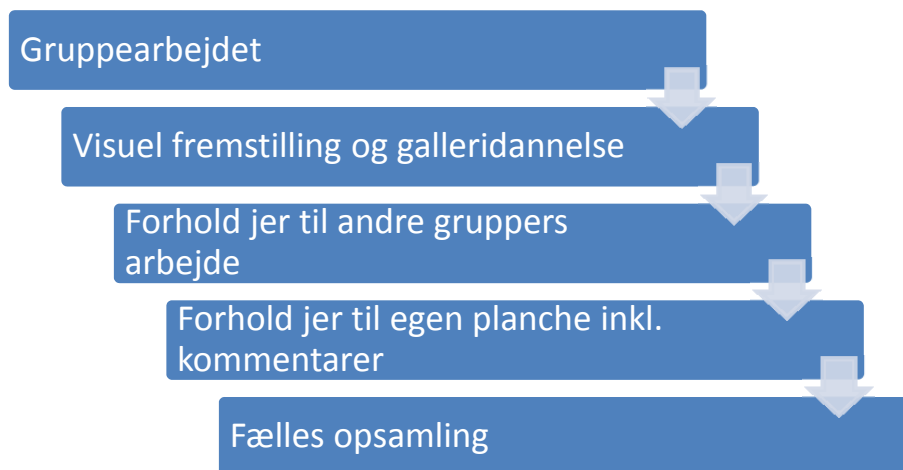 Gruppearbejdet
Visuel fremstilling og galleridannelse
Forhold jer til andre gruppers
arbejde
Forhold jer til egen planche inkl.
kommentarer
Fælles opsamling